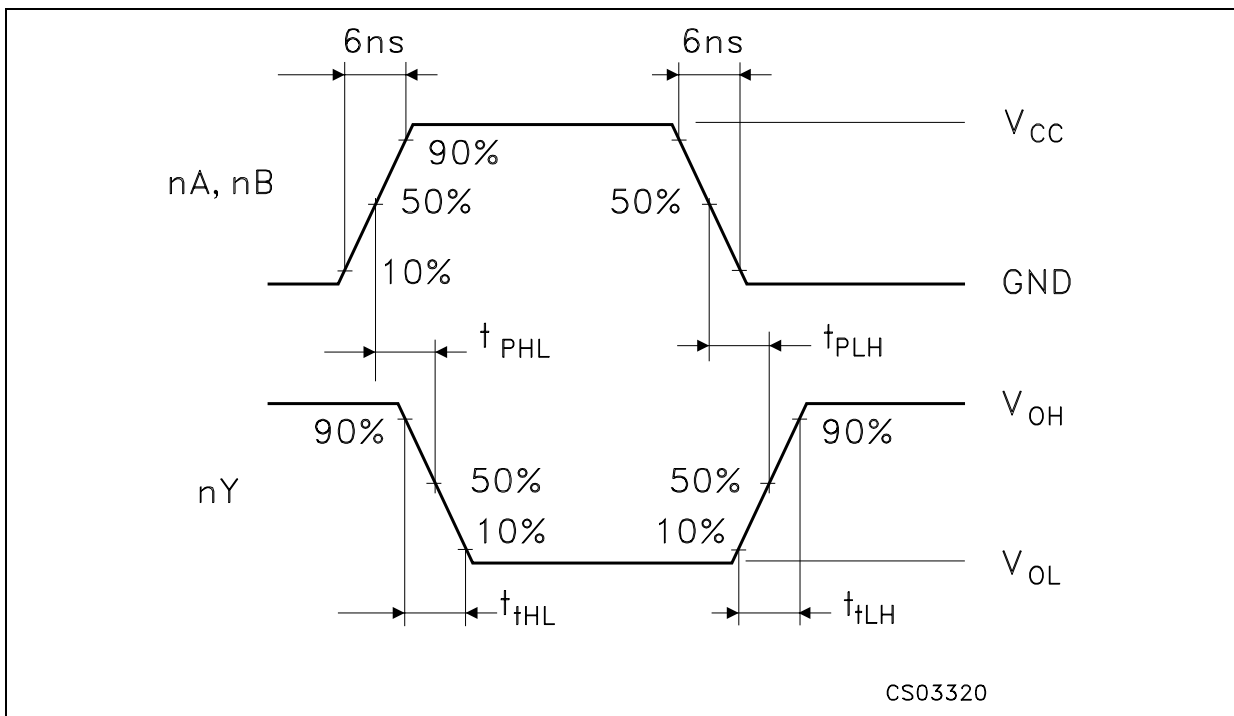 6ns 6ns
V CC
90%
nA, nB
50% 50%
10%
GND
t PHL t PLH
V OH
90% 90%
50% 50%
nY
10% 10%
V OL
t tHL t tLH
CS03320